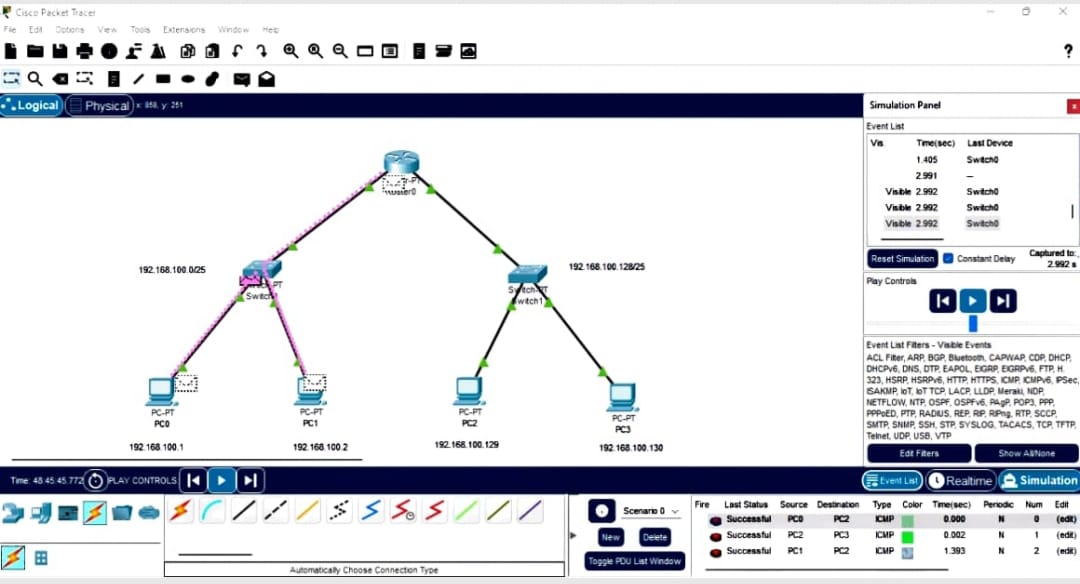 Cisco Packet Tracer
File Edit Options View Tools Extensions Window Help
?
Logical Physical x: 858, y: 251
Simulation Panel
x
Event List
Vis. Time(sec) Last Device
1.405 Switch0
2.991 --
Visible 2.992 Switch0
Visible 2.992 Switch0
Visible 2.992 Switch0
Reset Simulation Constant Delay Captured to:
2.992 s
Play Controls
Event List Filters - Visible Events
ACL Filter, ARP, BGP, Bluetooth, CAPWAP, CDP, DHCP,
DHCPv6, DNS, DTP, EAPOL, EIGRP, EIGRPv6, FTP, H.
323, HSRP, HSRPv6, HTTP, HTTPS, ICMP, ICMPv6, IPSec,
ISAKMP, IoT, IoT TCP, LACP, LLDP, Meraki, NDP,
NETFLOW, NTP, OSPF, OSPFv6, PAgP, POP3, PPP,
PPPoED, PTP, RADIUS, REP, RIP, RIPng, RTP, SCCP,
SMTP, SNMP, SSH, STP, SYSLOG, TACACS, TCP, TFTP,
Telnet, UDP, USB, VTP
Edit Filters Show All/None
Event List Realtime Simulation
192.168.100.0/25
192.168.100.128/25
Switch-PT
Switch1
PC-PT
PC0
PC-PT
PC1
PC-PT
PC2
PC-PT
PC3
192.168.100.1
192.168.100.2
192.168.100.129
192.168.100.130
Time: 48:45:45.772 PLAY CONTROLS:
Automatically Choose Connection Type
Scenario 0
New Delete
Toggle PDU List Window
Fire Last Status Source Destination Type Color Time(sec) Periodic Num Edit
Successful PC0 PC2 ICMP 0.000 N 0 (edit)
Successful PC2 PC3 ICMP 0.002 N 1 (edit)
Successful PC1 PC2 ICMP 1.393 N 2 (edit)